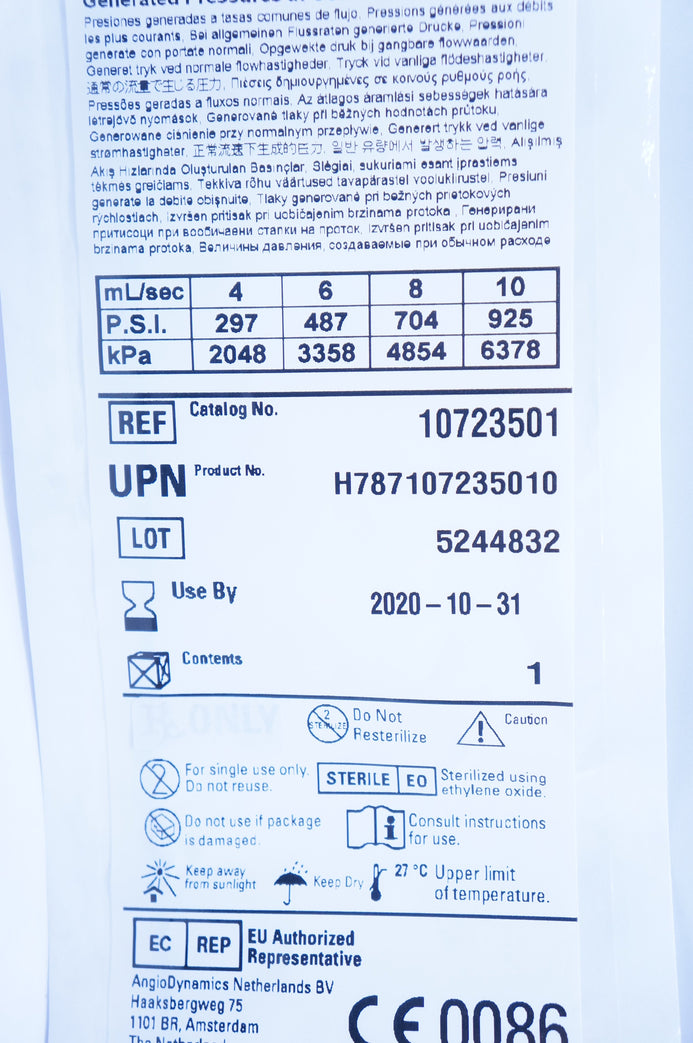 Generated Pressures
Presiones generadas a tasas comunes de flujo, Pressions générées aux débits
les plus courants, Bei allgemeinen Flussraten generierte Drucke, Pressioni
generate con portate normali, Opgewekte druk bij gangbare flowwaarden,
Generet tryk ved normale flowhastigheder, Tryck vid vanliga flödeshastigheter,
通常の流量で生じる圧力, Πιέσεις δημιουργημένες σε κοινούς ρυθμούς ροής,
Pressões geradas a fluxos normais, Az átlagos áramlási sebességek hatására
létrejövő nyomások, Generované tlaky při běžných hodnotách průtoku,
Generowane ciśnienie przy normalnym przepływie, Generert trykk ved vanlige
strømhastigheter, 正常流速下生成的压力, 일반 유량에서 발생하는 압력, Alışılmış
Akış Hızlarında Oluşturulan Basınçlar, Slėgiai, sukuriami esant įprastiems
tėkmės greičiams, Tekkiva rõhu väärtused tavapärastel voolukiirustel, Presiuni
generate la debite obișnuite, Tlaky generované pri bežných prietokových
rýchlostiach, Izvršen pritisak pri uobičajenim brzinama protoka, Генерирани
притисоци при вообичаени стапки на проток, Izvršen pritisak pri uobičajenim
brzinama protoka, Величины давления, создаваемые при обычном расходе
mL/sec 4 6 8 10
P.S.I. 297 487 704 925
kPa 2048 3358 4854 6378
REF Catalog No. 10723501
UPN Product No. H787107235010
LOT 5244832
Use By 2020-10-31
Contents 1
Rx ONLY
2 STERILIZE Do Not Resterilize Caution
For single use only. STERILE EO Sterilized using
Do not reuse. ethylene oxide.
Do not use if package Consult instructions
is damaged. for use.
Keep away Keep Dry 27 °C Upper limit
from sunlight of temperature.
EC REP EU Authorized
Representative
AngioDynamics Netherlands BV
Haaksbergweg 75
1101 BR, Amsterdam
The Netherlands
CE 0086